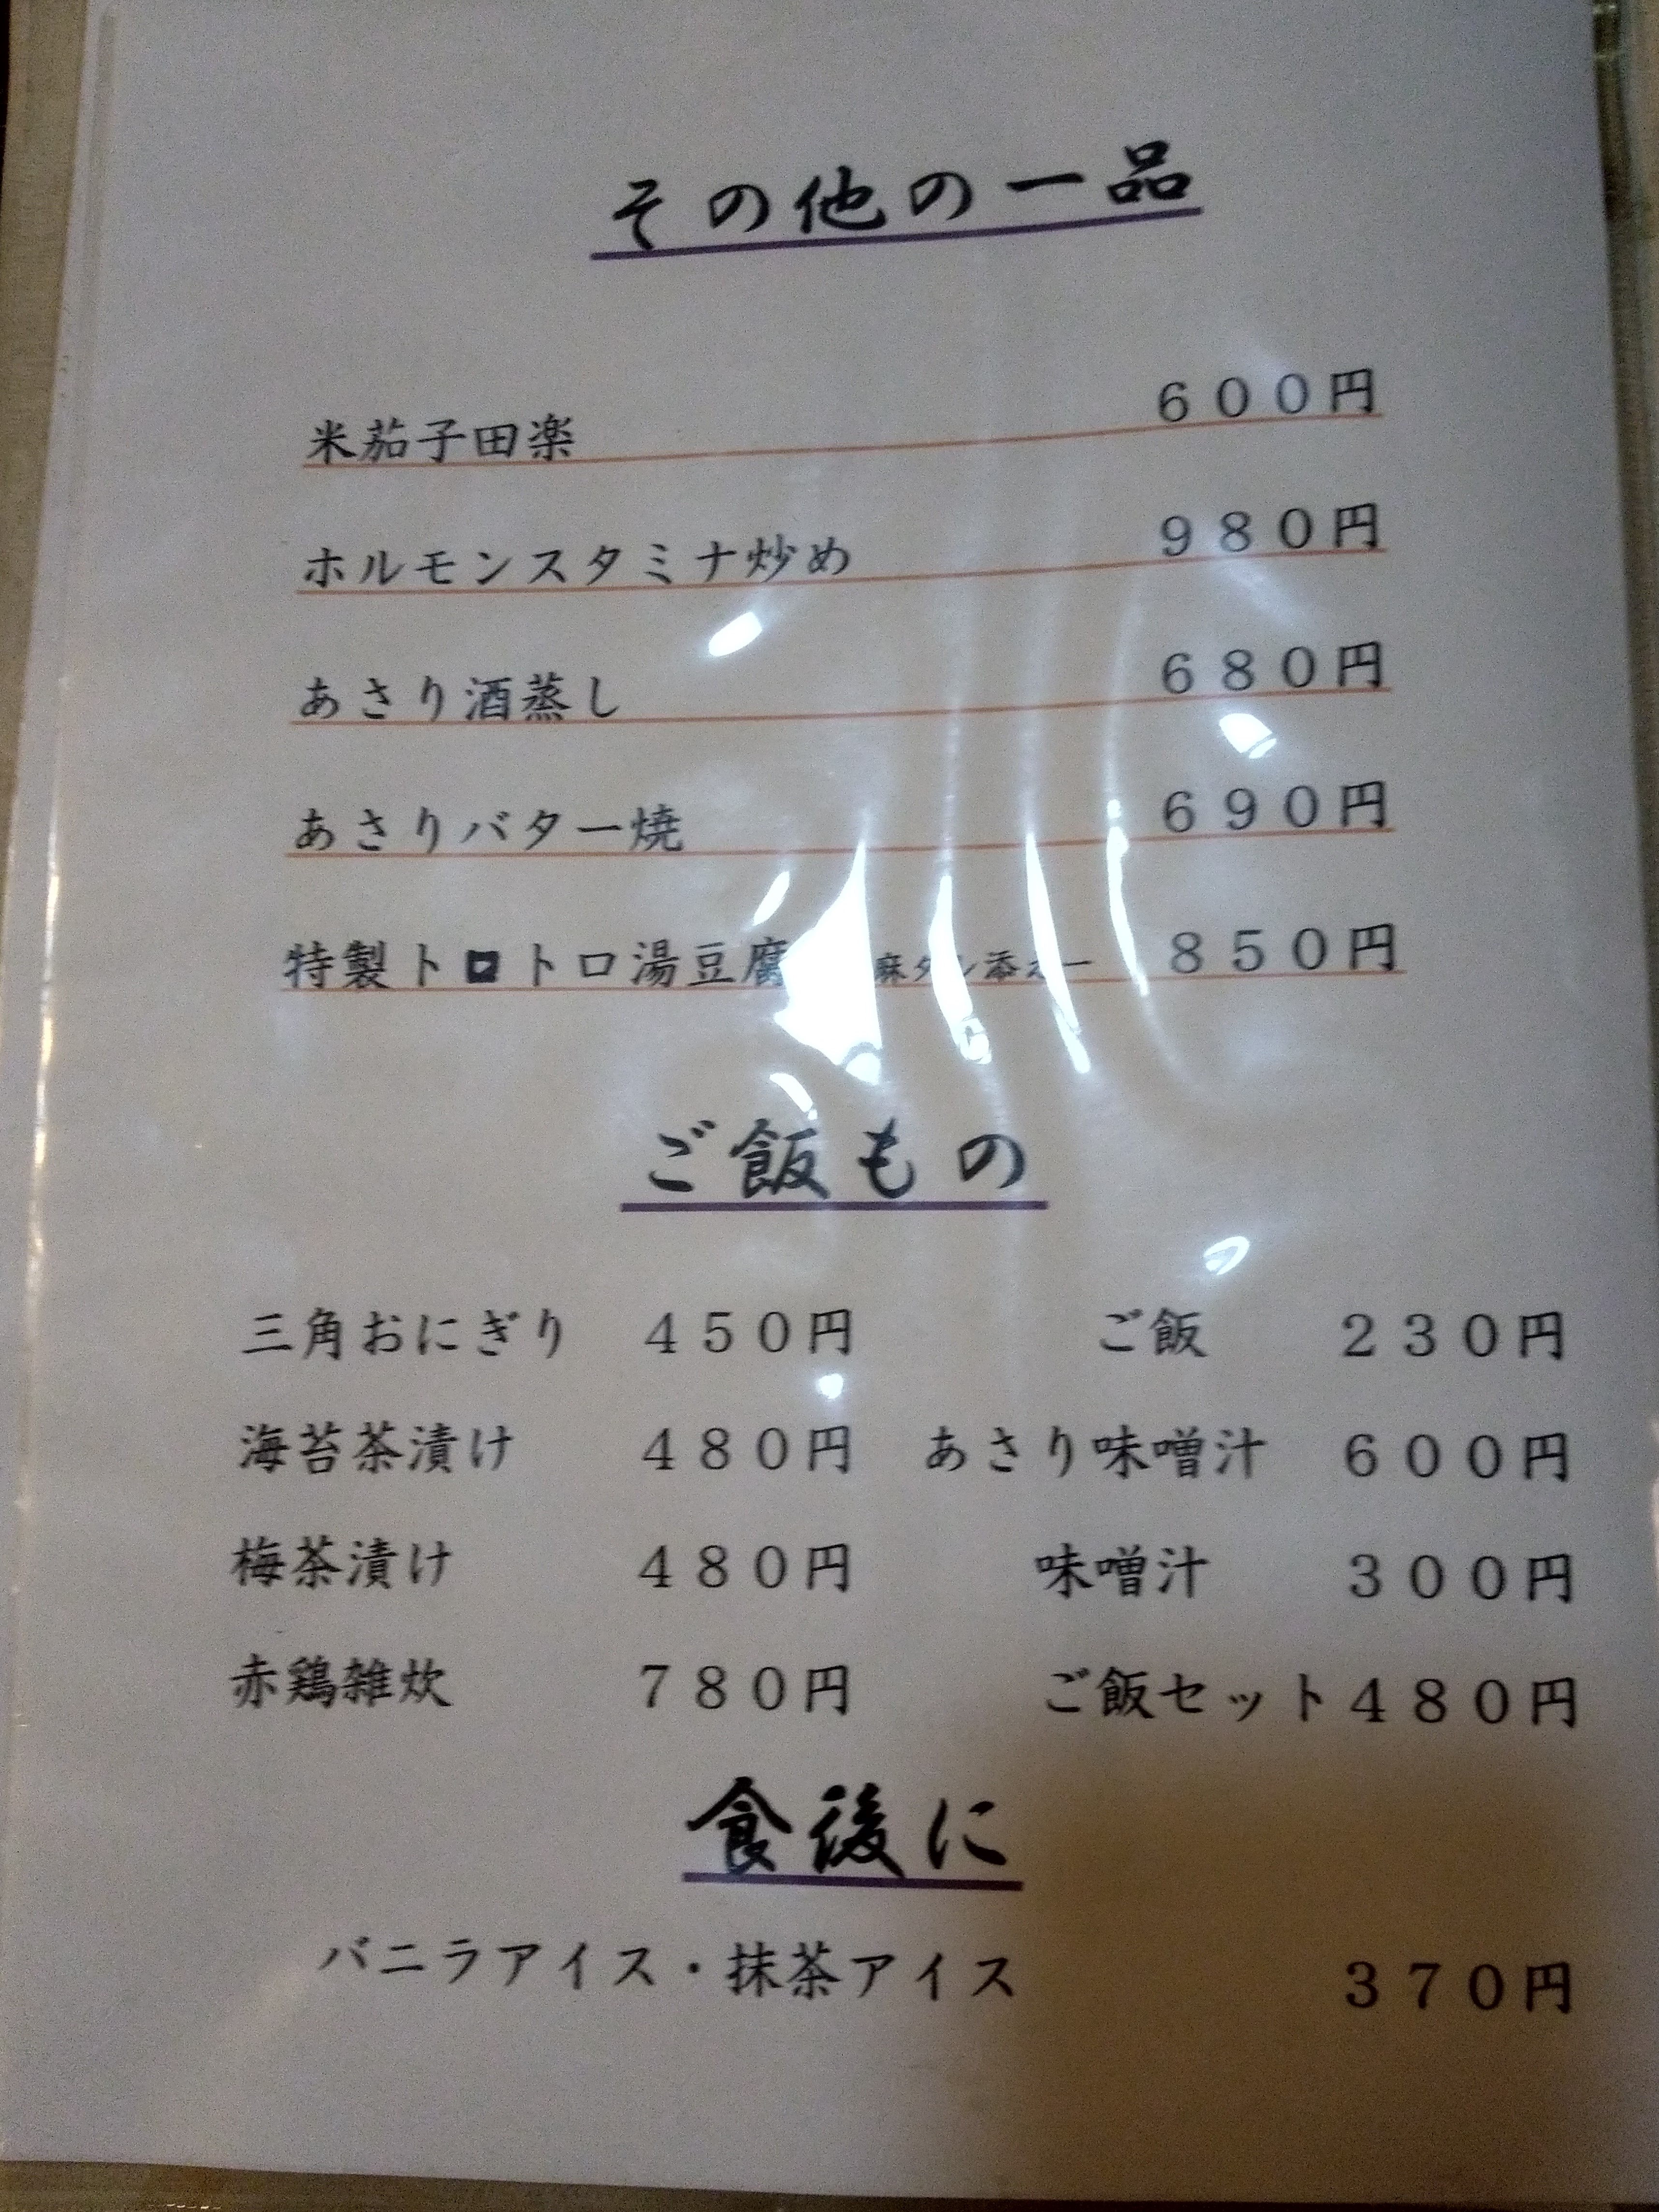 その他の一品
米茄子田楽 600円
ホルモンスタミナ炒め 980円
あさり酒蒸し 680円
あさりバター焼 690円
特製トロトロ湯豆腐 麻ダレ添えー 850円
ご飯もの
三角おにぎり 450円 ご飯 230円
海苔茶漬け 480円 あさり味噌汁 600円
梅茶漬け 480円 味噌汁 300円
赤鶏雑炊 780円 ご飯セット480円
食後に
バニラアイス・抹茶アイス 370円